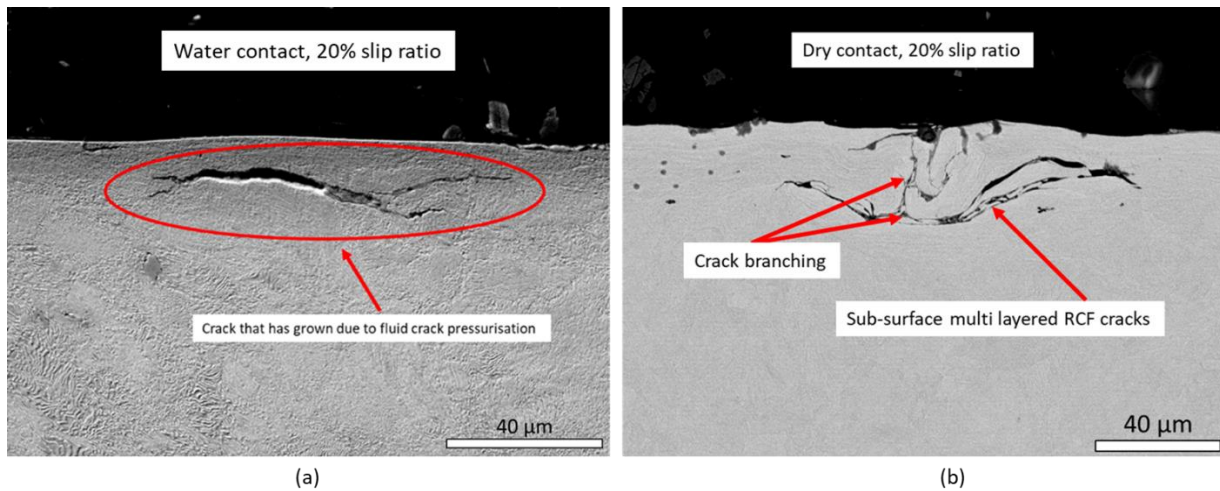 Water contact, 20% slip ratio
Crack that has grown due to fluid crack pressurisation
40 μm
(a)
Dry contact, 20% slip ratio
Crack branching
Sub-surface multi layered RCF cracks
40 μm
(b)